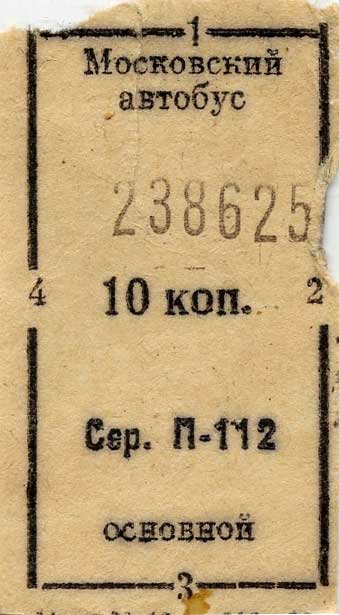 1
Московский
автобус
238625
4 10 коп. 2
Сер. П-112
основной
3